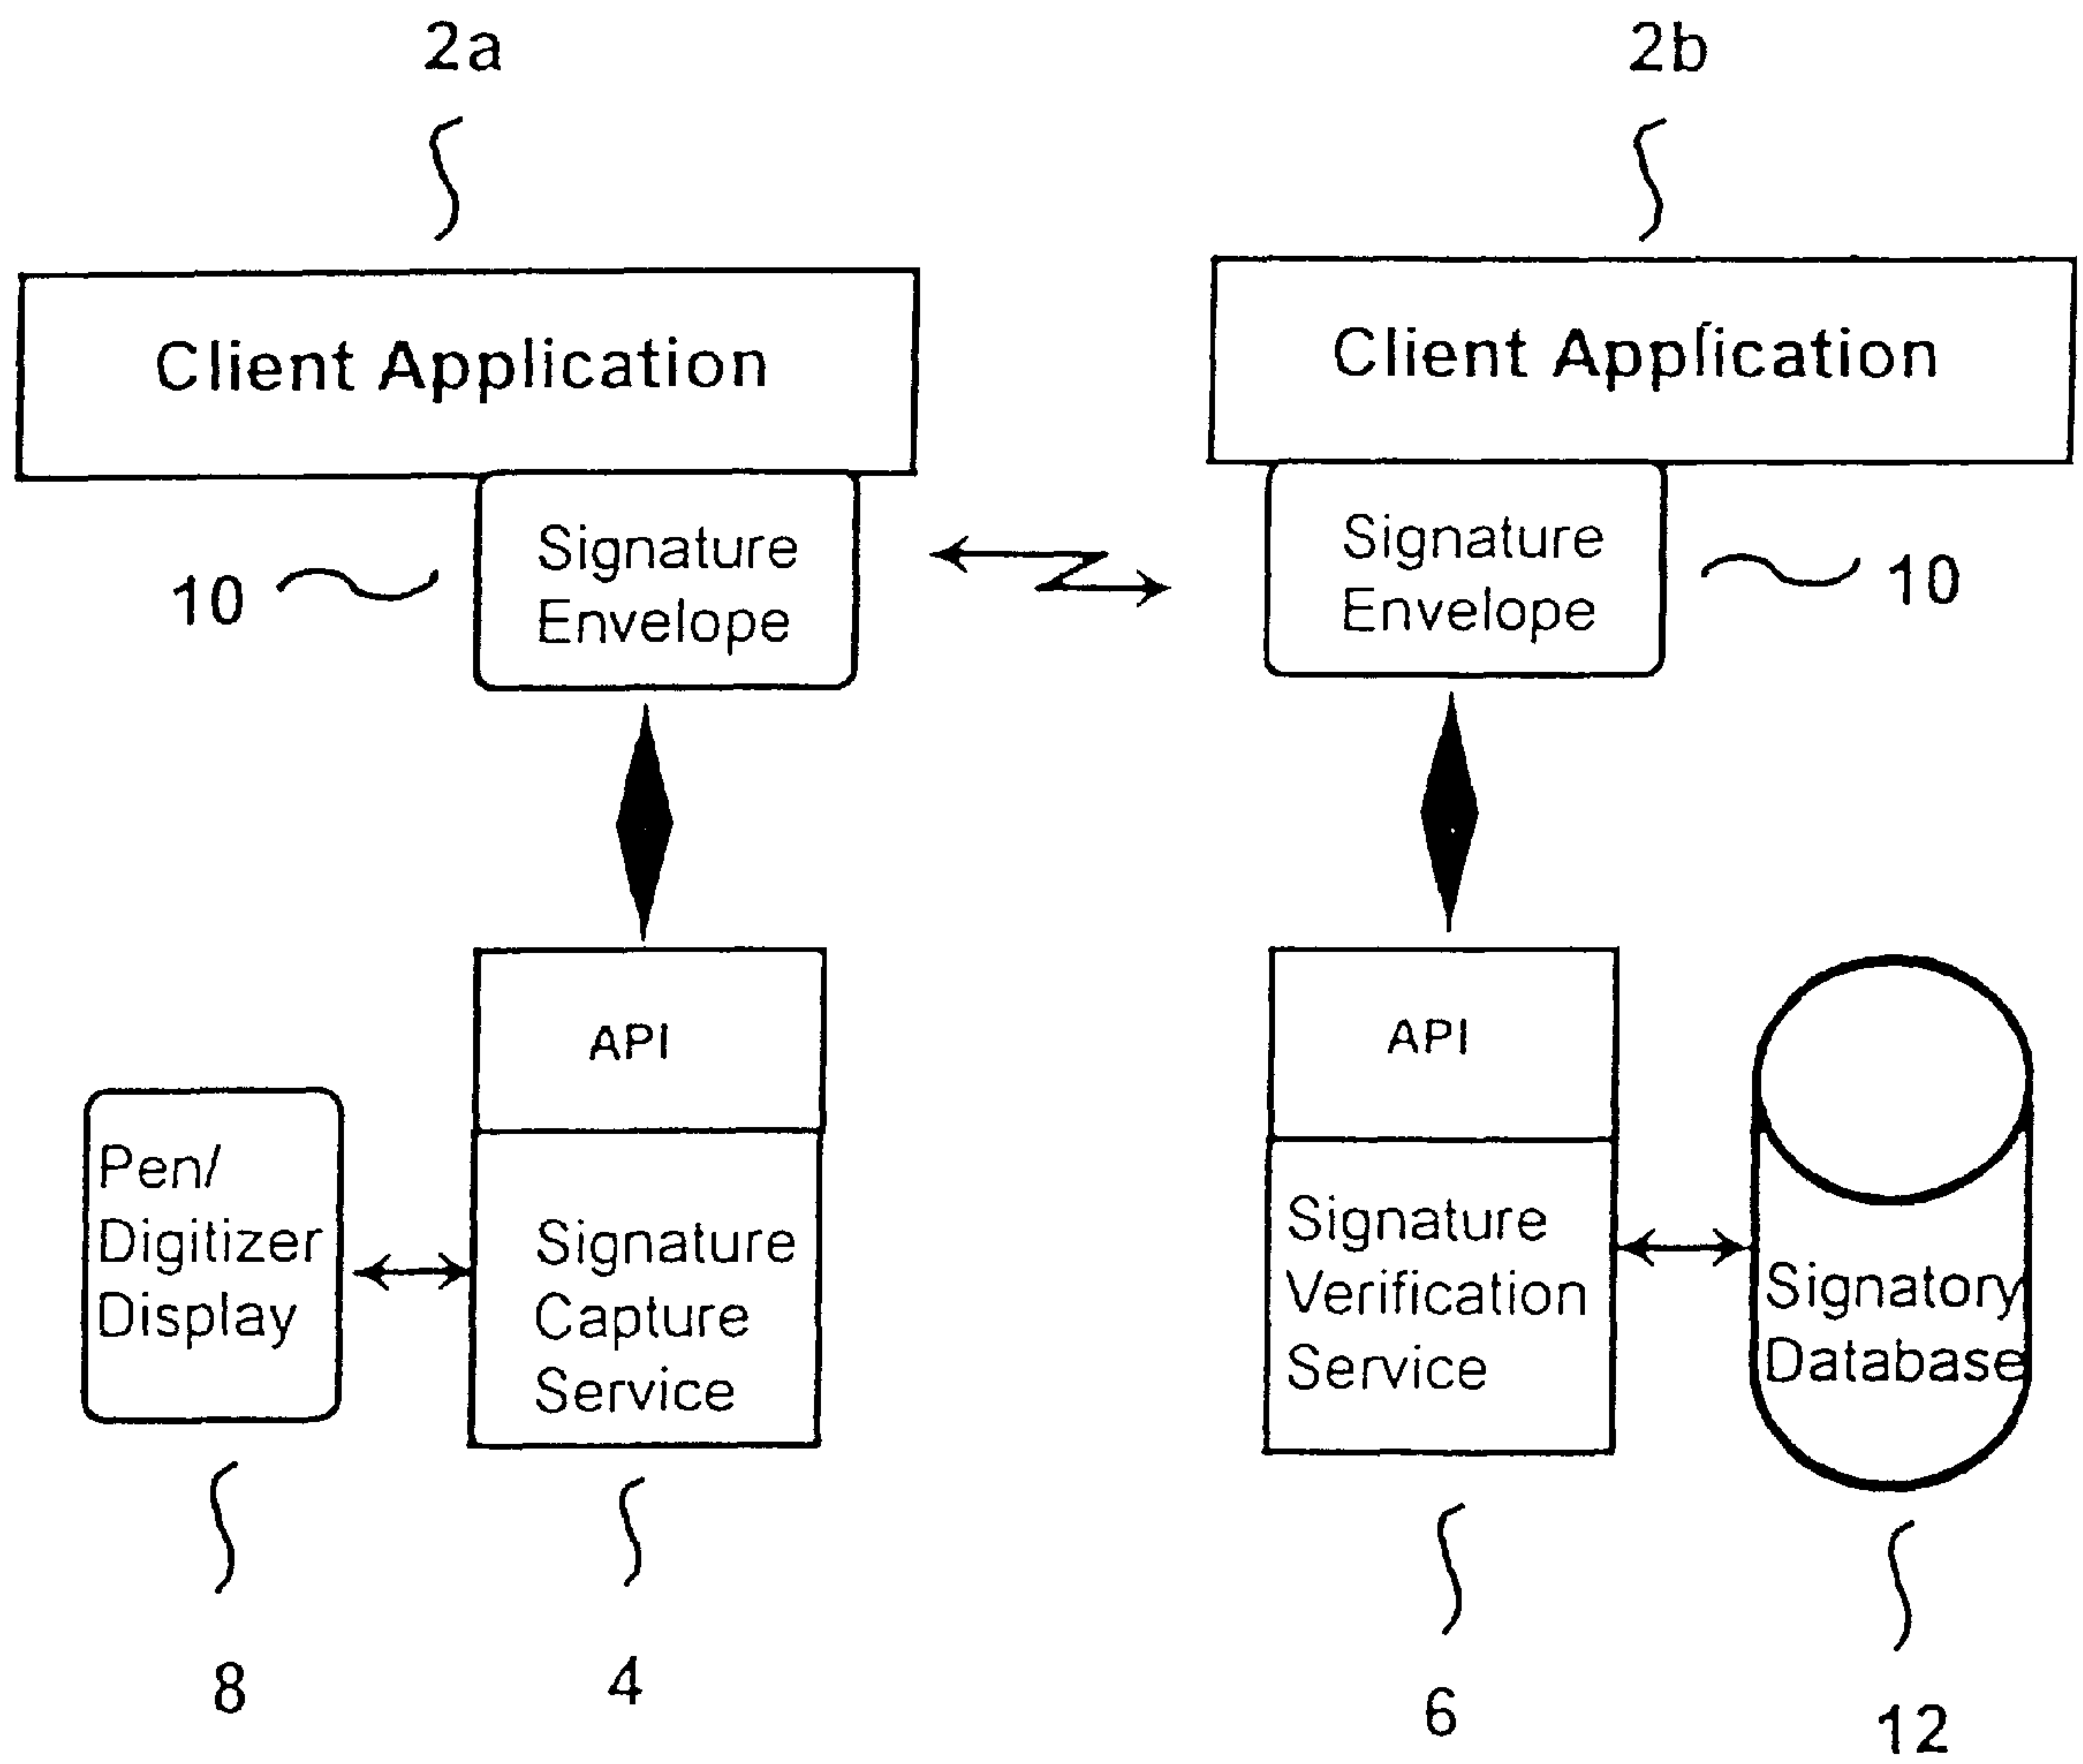 2a
2b
Client Application
Client Application
Signature
Envelope
10
Signature
Envelope
10
API
API
Pen/
Digitizer
Display
Signature
Capture
Service
Signature
Verification
Service
Signatory
Database
8
4
6
12